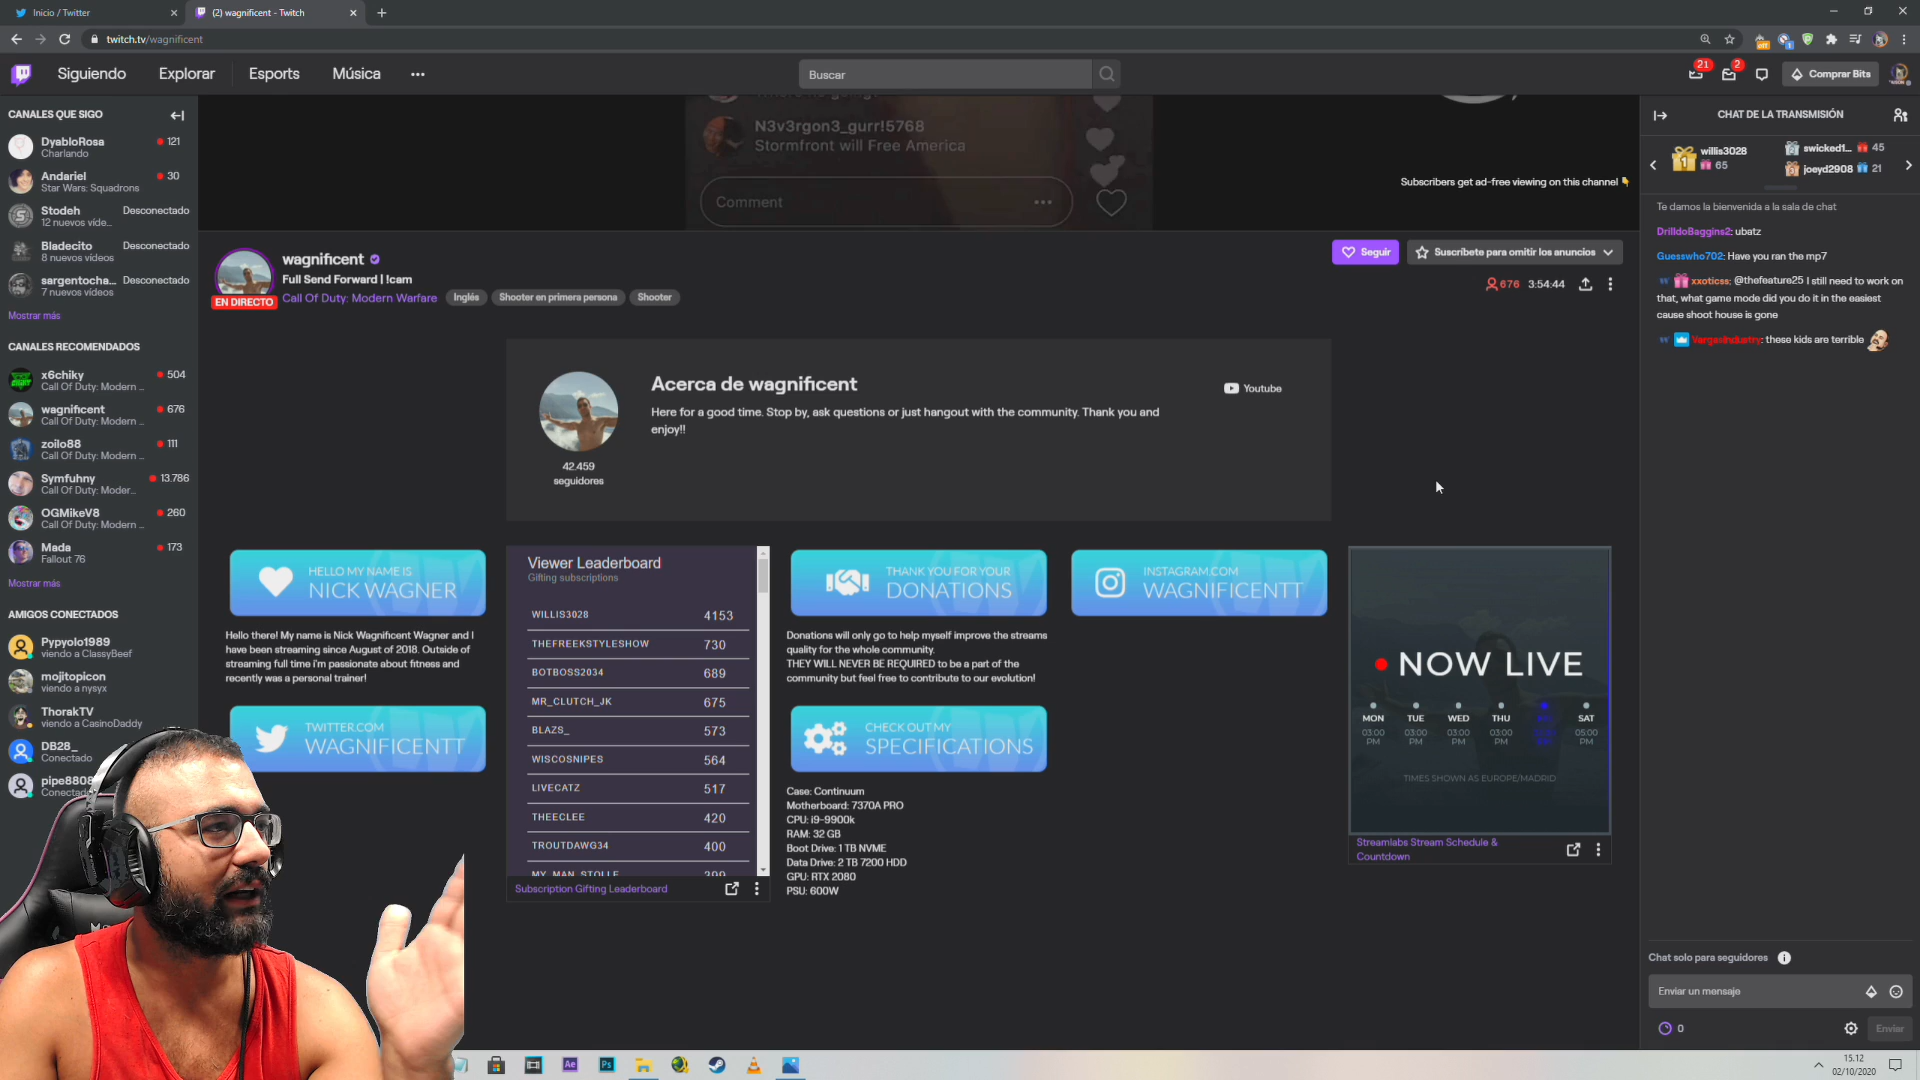 Inicio / Twitter
(2) wagnificent - Twitch
twitch.tv/wagnificent
Siguiendo
Explorar
Esports
Música
Buscar
21
2
Comprar Bits
CANALES QUE SIGO
DyabloRosa
121
Charlando
Andariel
30
Star Wars: Squadrons
Stodeh
Desconectado
12 nuevos víde...
Bladecito
Desconectado
8 nuevos vídeos
sargentocha...
Desconectado
7 nuevos vídeos
Mostrar más
CANALES RECOMENDADOS
x6chiky
504
Call Of Duty: Modern ...
wagnificent
676
Call Of Duty: Modern ...
zoilo88
111
Call Of Duty: Modern ...
Symfuhny
13.786
Call Of Duty: Moder...
OGMikeV8
260
Call Of Duty: Modern ...
Mada
173
Fallout 76
Mostrar más
AMIGOS CONECTADOS
Pypyolo1989
viendo a ClassyBeef
mojitopicon
viendo a nysyx
ThorakTV
viendo a CasinoDaddy
DB28_
Conectado
pipe8808
Conectado
N3v3rgon3_gurr!5768
Stormfront will Free America
Comment
Subscribers get ad-free viewing on this channel
wagnificent
Full Send Forward | !cam
EN DIRECTO
Call Of Duty: Modern Warfare
Inglés
Shooter en primera persona
Shooter
Seguir
Suscríbete para omitir los anuncios
676
3:54:44
Acerca de wagnificent
Here for a good time. Stop by, ask questions or just hangout with the community. Thank you and
enjoy!!
Youtube
42.459
seguidores
HELLO MY NAME IS
NICK WAGNER
Hello there! My name is Nick Wagnificent Wagner and I
have been streaming since August of 2018. Outside of
streaming full time i'm passionate about fitness and
recently was a personal trainer!
TWITTER.COM
WAGNIFICENTT
Viewer Leaderboard
Gifting subscriptions
WILLIS3028
4153
THEFREEKSTYLESHOW
730
BOTBOSS2034
689
MR_CLUTCH_JK
675
BLAZS_
573
WISCOSNIPES
564
LIVECATZ
517
THEECLEE
420
TROUTDAWG34
400
MY_MAN_STOLLE
399
Subscription Gifting Leaderboard
THANK YOU FOR YOUR
DONATIONS
Donations will only go to help myself improve the streams
quality for the whole community.
THEY WILL NEVER BE REQUIRED to be a part of the
community but feel free to contribute to our evolution!
CHECK OUT MY
SPECIFICATIONS
Case: Continuum
Motherboard: 7370A PRO
CPU: i9-9900k
RAM: 32 GB
Boot Drive: 1 TB NVME
Data Drive: 2 TB 7200 HDD
GPU: RTX 2080
PSU: 600W
INSTAGRAM.COM
WAGNIFICENTT
NOW LIVE
MON
TUE
WED
THU
SAT
03:00
03:00
03:00
03:00
05:00
PM
PM
PM
PM
PM
TIMES SHOWN AS EUROPE/MADRID
Streamlabs Stream Schedule &
Countdown
CHAT DE LA TRANSMISIÓN
1
willis3028
65
swicked1...
45
joeyd2908
21
Te damos la bienvenida a la sala de chat
DrilldoBaggins2: ubatz
Guesswho702: Have you ran the mp7
xxoticss: @thefeature25 I still need to work on
that, what game mode did you do it in the easiest
cause shoot house is gone
VargasIndustry: these kids are terrible
Chat solo para seguidores
Enviar un mensaje
0
Enviar
Ae
Ps
15.12
02/10/2020